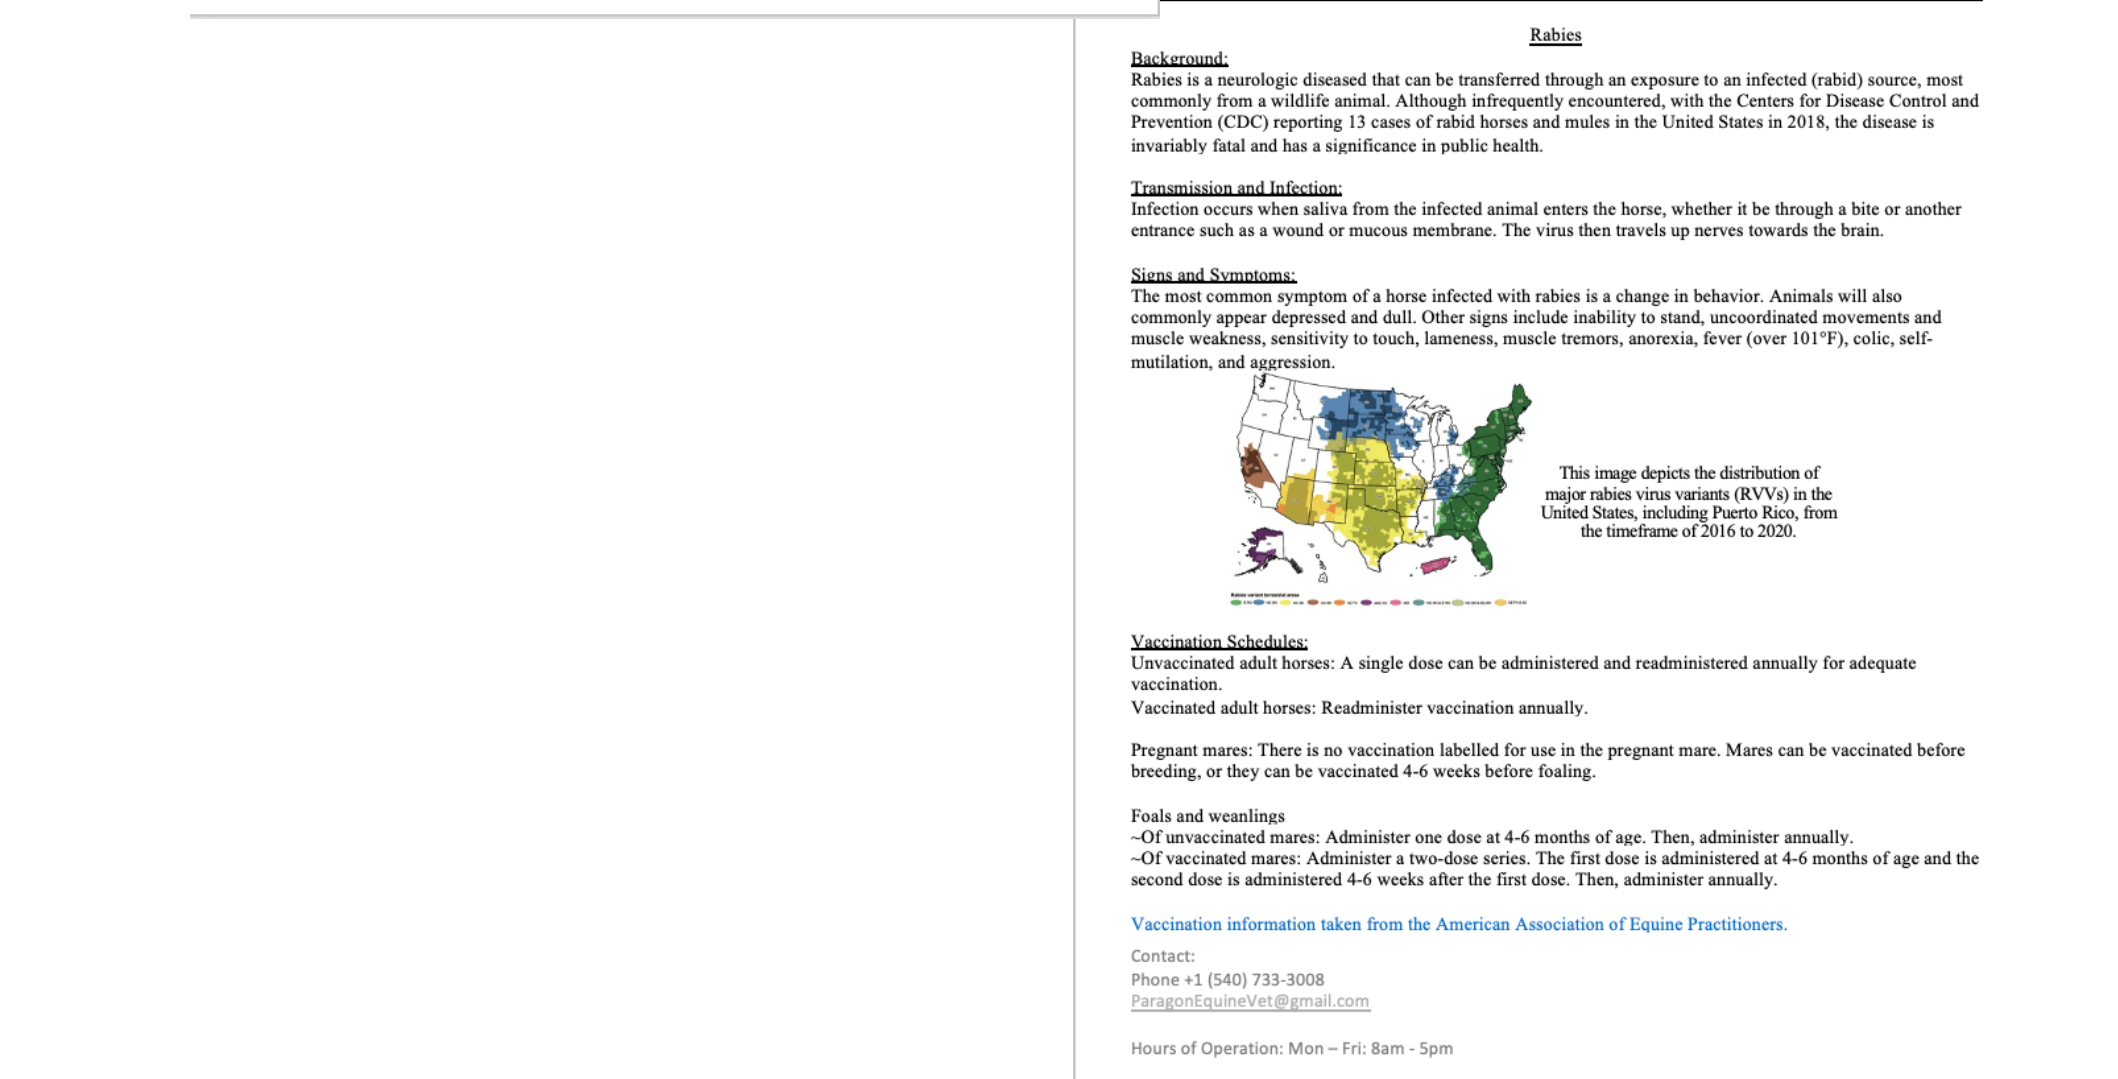 Rabies
Background:
Rabies is a neurologic diseased that can be transferred through an exposure to an infected (rabid) source, most
commonly from a wildlife animal. Although infrequently encountered, with the Centers for Disease Control and
Prevention (CDC) reporting 13 cases of rabid horses and mules in the United States in 2018, the disease is
invariably fatal and has a significance in public health.
Transmission and Infection:
Infection occurs when saliva from the infected animal enters the horse, whether it be through a bite or another
entrance such as a wound or mucous membrane. The virus then travels up nerves towards the brain.
Signs and Symptoms:
The most common symptom of a horse infected with rabies is a change in behavior. Animals will also
commonly appear depressed and dull. Other signs include inability to stand, uncoordinated movements and
muscle weakness, sensitivity to touch, lameness, muscle tremors, anorexia, fever (over 101°F), colic, self-
mutilation, and aggression.
This image depicts the distribution of
major rabies virus variants (RVVs) in the
United States, including Puerto Rico, from
the timeframe of 2016 to 2020.
Rabies variant terrestrial areas
Vaccination Schedules:
Unvaccinated adult horses: A single dose can be administered and readministered annually for adequate
vaccination.
Vaccinated adult horses: Readminister vaccination annually.
Pregnant mares: There is no vaccination labelled for use in the pregnant mare. Mares can be vaccinated before
breeding, or they can be vaccinated 4-6 weeks before foaling.
Foals and weanlings
~Of unvaccinated mares: Administer one dose at 4-6 months of age. Then, administer annually.
~Of vaccinated mares: Administer a two-dose series. The first dose is administered at 4-6 months of age and the
second dose is administered 4-6 weeks after the first dose. Then, administer annually.
Vaccination information taken from the American Association of Equine Practitioners.
Contact:
Phone +1 (540) 733-3008
ParagonEquineVet@gmail.com
Hours of Operation: Mon – Fri: 8am - 5pm